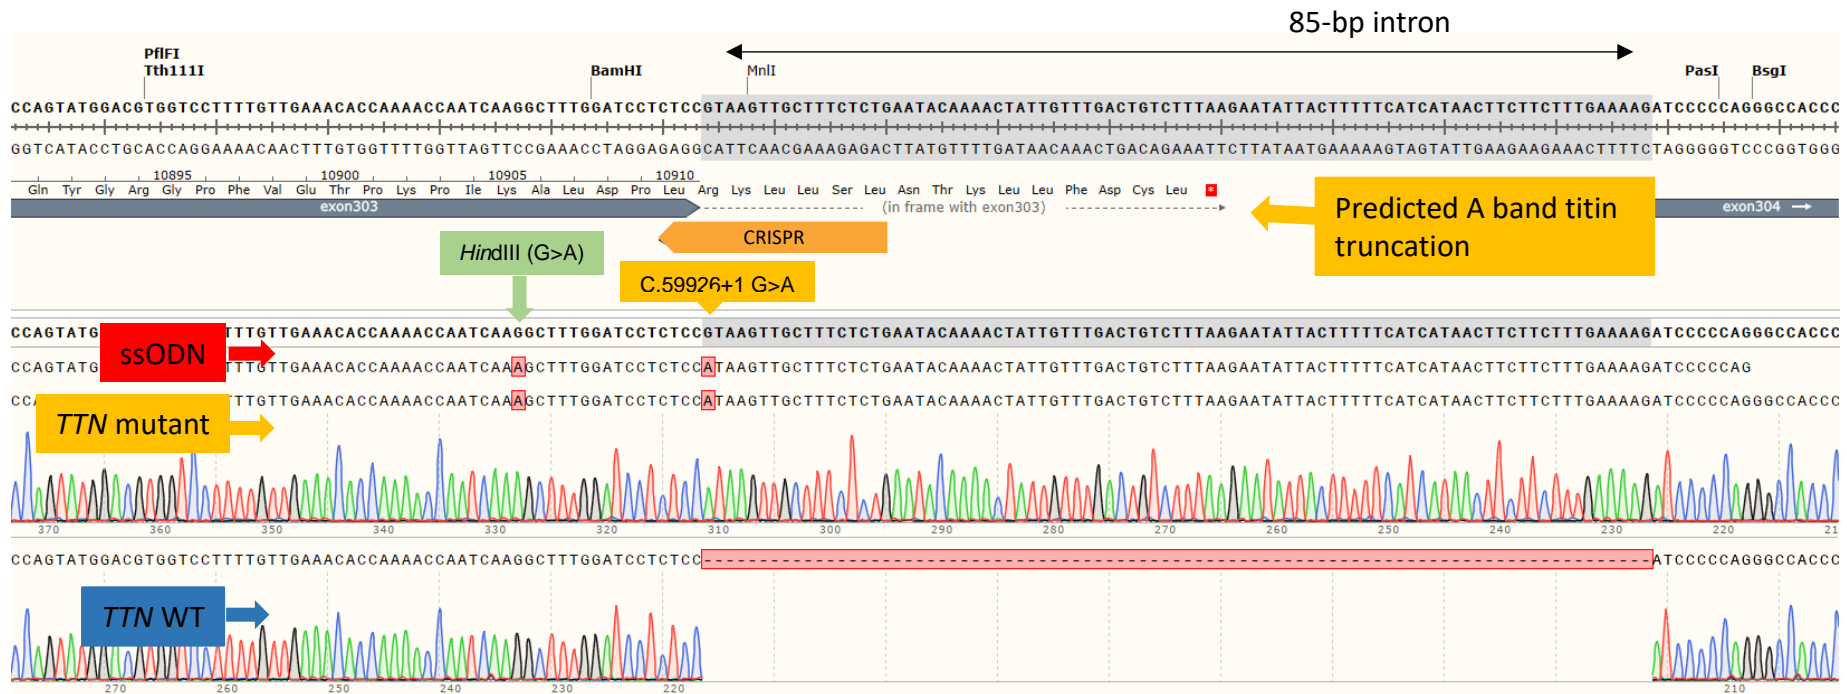 85-bp intron
PflFI
Tth111I
BamHI
MnlI
PasI
BsgI
CCAGTATGGACGTGGTCCTTTTGTTGAAACACCAAAACCAATCAAGGCTTTGGATCCTCTCCGTAAGTTGCTTTCTCTGAATACAAAACTATTGTTTGACTGTCTTTAAGAATATTACTTTTTCATCATAACTTCTTCTTTGAAAAGATCCCCCAGGGCCACCC
GGTCATACCTGCACCAGGAAAACAACTTTGTGGTTTTGGTTAGTTCCGAAACCTAGGAGAGGCATTCAACGAAAGAGACTTATGTTTTGATAACAAACTGACAGAAATTCTTATAATGAAAAAGTAGTATTGAAGAAGAAACTTTTCTAGGGGGTCCCGGTGGG
10895 10900 10905 10910
Gln Tyr Gly Arg Gly Pro Phe Val Glu Thr Pro Lys Pro Ile Lys Ala Leu Asp Pro Leu Arg Lys Leu Leu Ser Leu Asn Thr Lys Leu Leu Phe Asp Cys Leu *
exon303
(in frame with exon303)
exon304
Predicted A band titin
truncation
CRISPR
HindIII (G>A)
C.59926+1 G>A
CCAGTATG
TTTGTTGAAACACCAAAACCAATCAAGGCTTTGGATCCTCTCCGTAAGTTGCTTTCTCTGAATACAAAACTATTGTTTGACTGTCTTTAAGAATATTACTTTTTCATCATAACTTCTTCTTTGAAAAGATCCCCCAGGGCCACCC
ssODN
CCAGTATG
TTTGTTGAAACACCAAAACCAATCAAAGCTTTGGATCCTCTCCATAAGTTGCTTTCTCTGAATACAAAACTATTGTTTGACTGTCTTTAAGAATATTACTTTTTCATCATAACTTCTTCTTTGAAAAGATCCCCCAG
CCA
TTTGTTGAAACACCAAAACCAATCAAAGCTTTGGATCCTCTCCATAAGTTGCTTTCTCTGAATACAAAACTATTGTTTGACTGTCTTTAAGAATATTACTTTTTCATCATAACTTCTTCTTTGAAAAGATCCCCCAGGGCCACCC
TTN mutant
370 360 350 340 330 320 310 300 290 280 270 260 250 240 230 220 21
CCAGTATGGACGTGGTCCTTTTGTTGAAACACCAAAACCAATCAAGGCTTTGGATCCTCTCC-------------------------------------------------------------------------------------ATCCCCCAGGGCCACCC
TTN WT
270 260 250 240 230 220 210